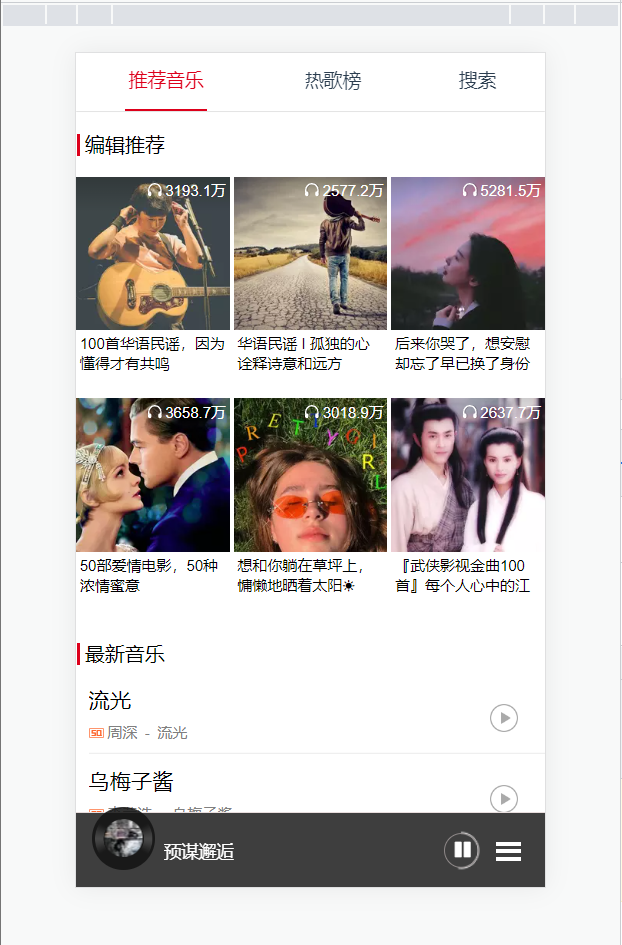 推荐音乐 热歌榜 搜索
编辑推荐
3193.1万 2577.2万 5281.5万
100首华语民谣，因为
懂得才有共鸣
华语民谣 l 孤独的心
诠释诗意和远方
后来你哭了，想安慰
却忘了早已换了身份
3658.7万 3018.9万 2637.7万
PRETTY GIRL
50部爱情电影，50种
浓情蜜意
想和你躺在草坪上，
慵懒地晒着太阳☀
『武侠影视金曲100
首』每个人心中的江
最新音乐
流光
SQ 周深 - 流光
乌梅子酱
乌梅子酱
预谋邂逅